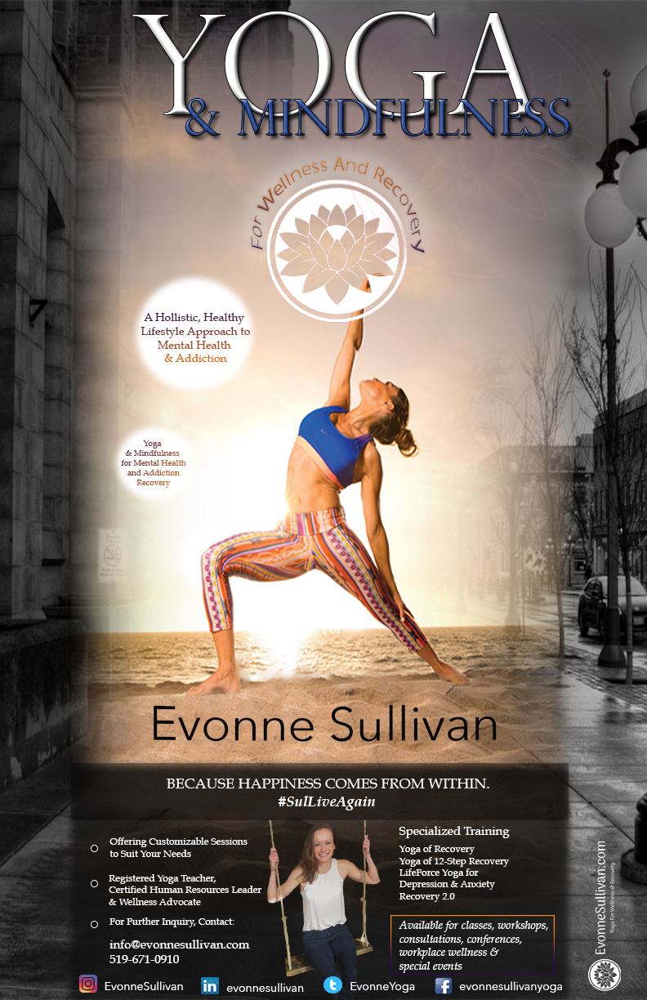 YOGA
& MINDFULNESS
For Wellness And Recovery
A Hollistic, Healthy
Lifestyle Approach to
Mental Health
& Addiction
Yoga
& Mindfulness
for Mental Health
and Addiction
Recovery
Evonne Sullivan
BECAUSE HAPPINESS COMES FROM WITHIN.
#SulLiveAgain
Offering Customizable Sessions
to Suit Your Needs
Registered Yoga Teacher,
Certified Human Resources Leader
& Wellness Advocate
For Further Inquiry, Contact:
info@evonnesullivan.com
519-671-0910
Specialized Training
Yoga of Recovery
Yoga of 12-Step Recovery
LifeForce Yoga for
Depression & Anxiety
Recovery 2.0
Available for classes, workshops,
consultations, conferences,
workplace wellness &
special events
EvonneSullivan.com
Yoga for Wellness & Recovery
EvonneSullivan
evonnesullivan
EvonneYoga
evonnesullivanyoga